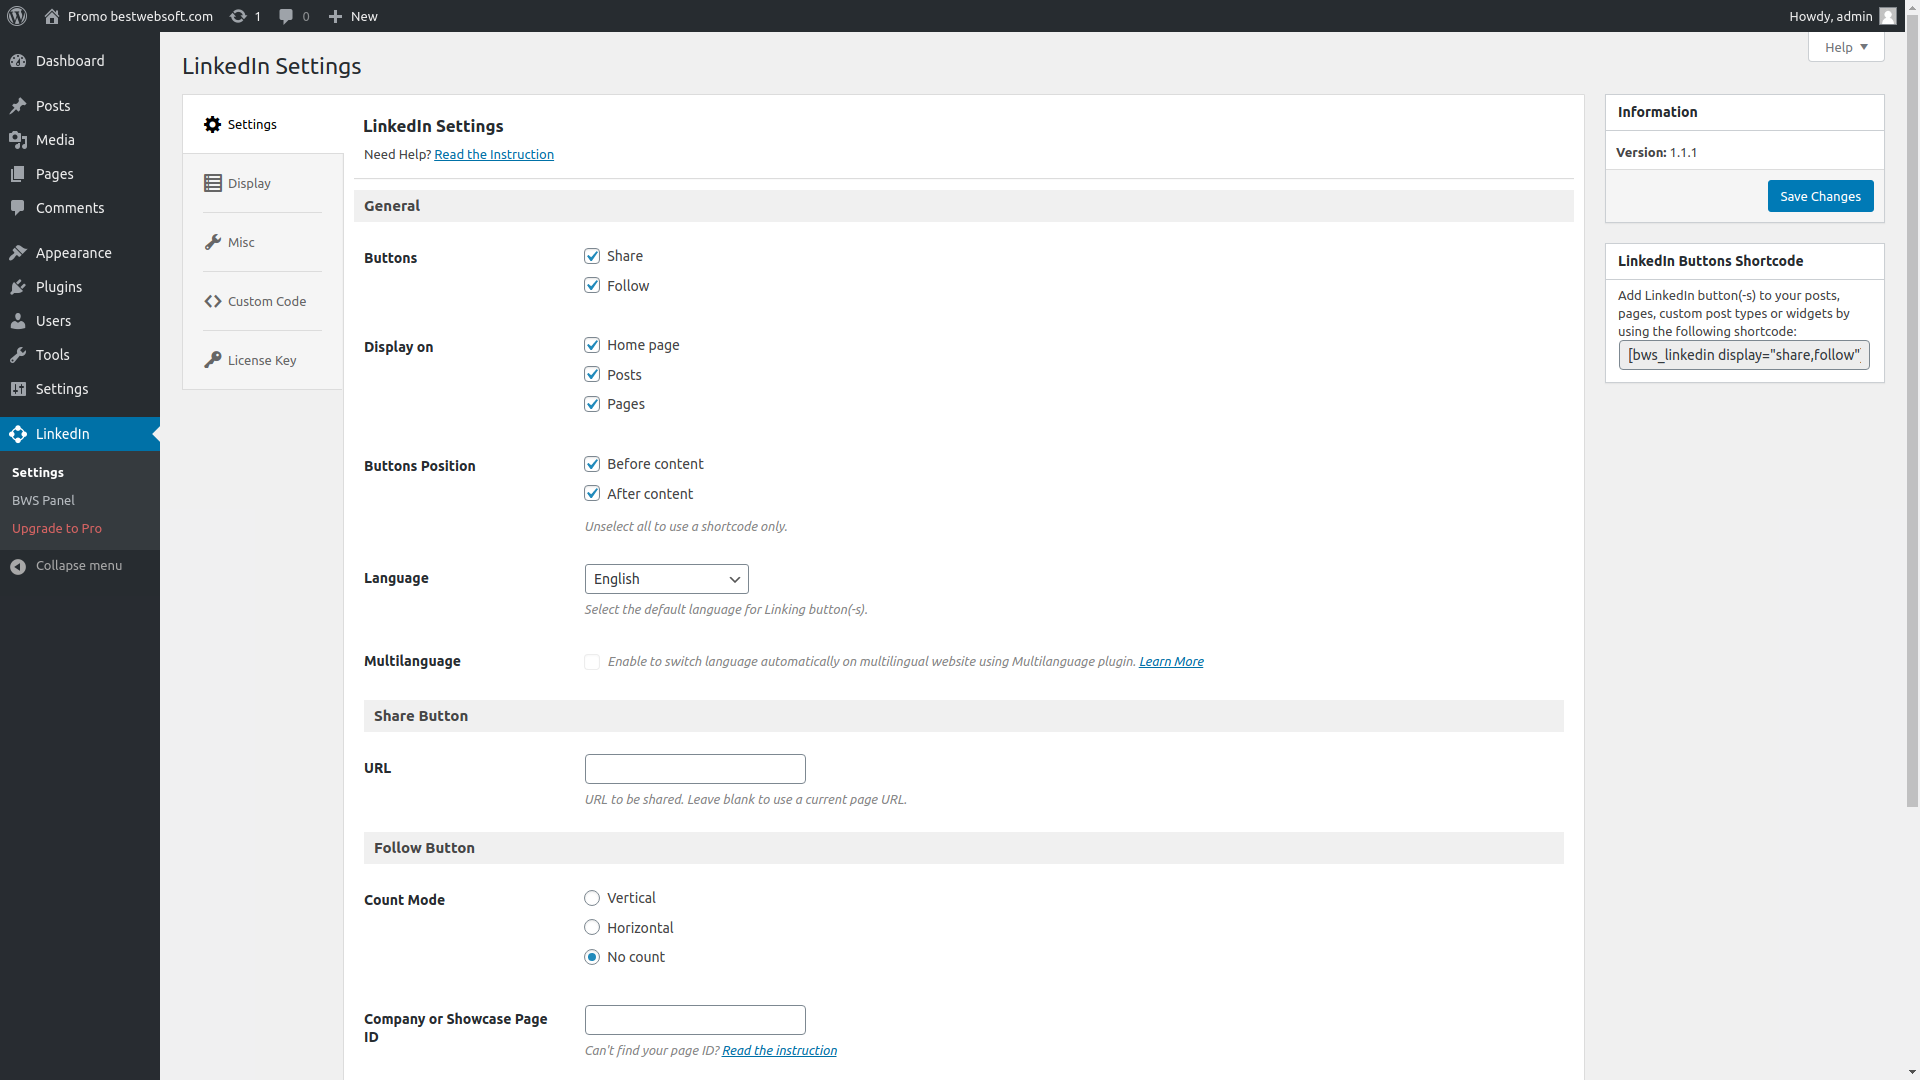 Promo bestwebsoft.com 1 0 New Howdy, admin
Help
Dashboard
Posts
Media
Pages
Comments
Appearance
Plugins
Users
Tools
Settings
LinkedIn
Settings
BWS Panel
Upgrade to Pro
Collapse menu
LinkedIn Settings
Settings
Display
Misc
Custom Code
License Key
LinkedIn Settings
Need Help? Read the Instruction
General
Buttons
Share
Follow
Display on
Home page
Posts
Pages
Buttons Position
Before content
After content
Unselect all to use a shortcode only.
Language
English
Select the default language for Linking button(-s).
Multilanguage
Enable to switch language automatically on multilingual website using Multilanguage plugin. Learn More
Share Button
URL
URL to be shared. Leave blank to use a current page URL.
Follow Button
Count Mode
Vertical
Horizontal
No count
Company or Showcase Page
ID
Can't find your page ID? Read the instruction
Information
Version: 1.1.1
Save Changes
LinkedIn Buttons Shortcode
Add LinkedIn button(-s) to your posts,
pages, custom post types or widgets by
using the following shortcode:
[bws_linkedin display="share,follow"